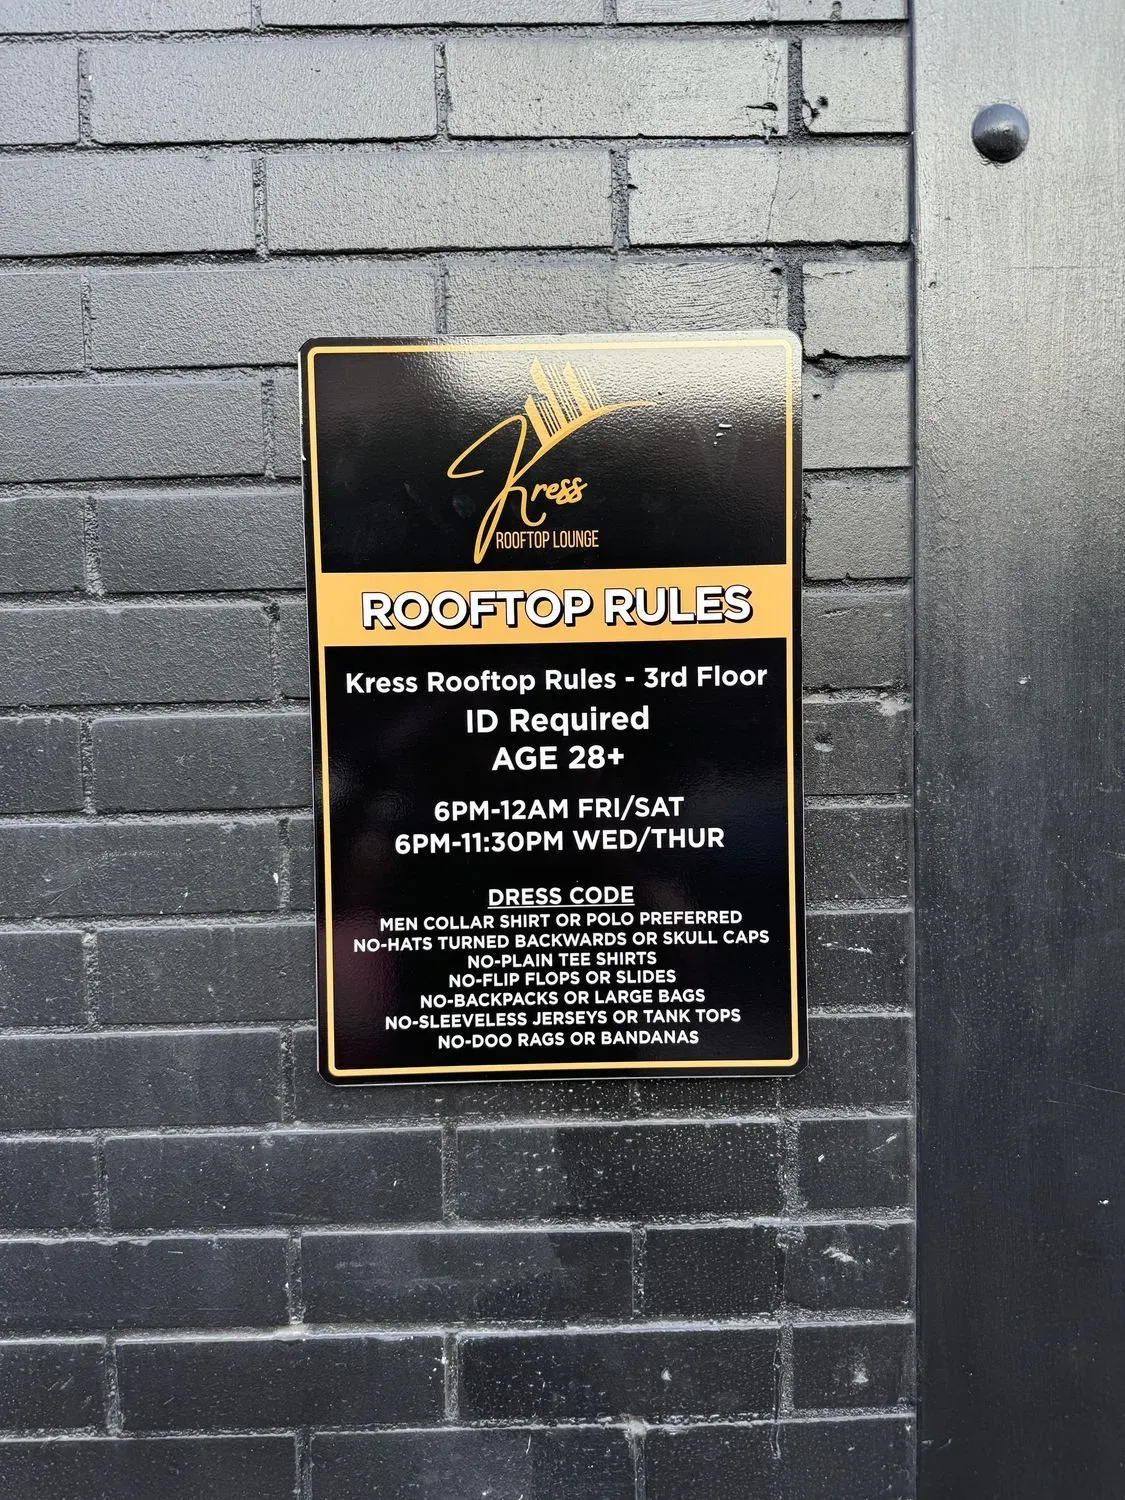 Kress
ROOFTOP LOUNGE
ROOFTOP RULES
Kress Rooftop Rules - 3rd Floor
ID Required
AGE 28+
6PM-12AM FRI/SAT
6PM-11:30PM WED/THUR
DRESS CODE
MEN COLLAR SHIRT OR POLO PREFERRED
NO-HATS TURNED BACKWARDS OR SKULL CAPS
NO-PLAIN TEE SHIRTS
NO-FLIP FLOPS OR SLIDES
NO-BACKPACKS OR LARGE BAGS
NO-SLEEVELESS JERSEYS OR TANK TOPS
NO-DOO RAGS OR BANDANAS